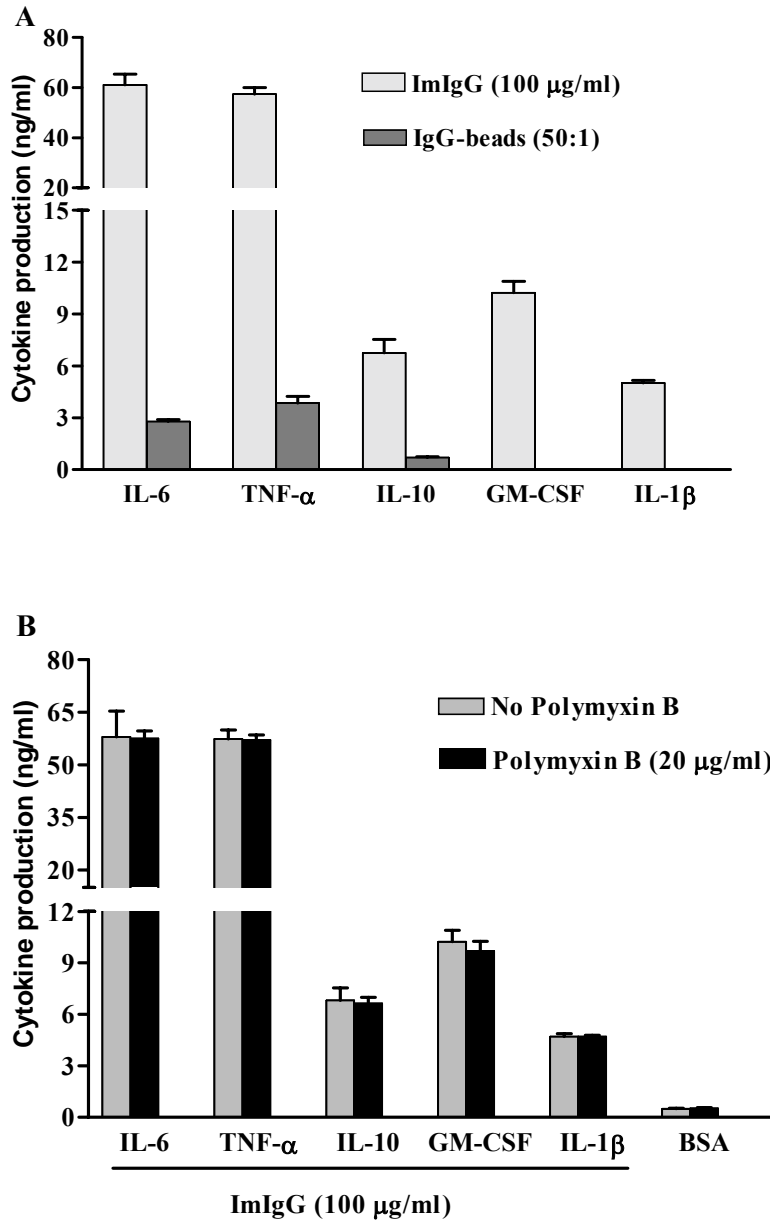 A
Cytokine production (ng/ml)
80
60
40
20
15
12
9
6
3
0
ImIgG (100 μg/ml)
IgG-beads (50:1)
IL-6 TNF-α IL-10 GM-CSF IL-1β
B
Cytokine production (ng/ml)
80
65
50
35
20
12
9
6
3
0
No Polymyxin B
Polymyxin B (20 μg/ml)
IL-6 TNF-α IL-10 GM-CSF IL-1β BSA
ImIgG (100 μg/ml)